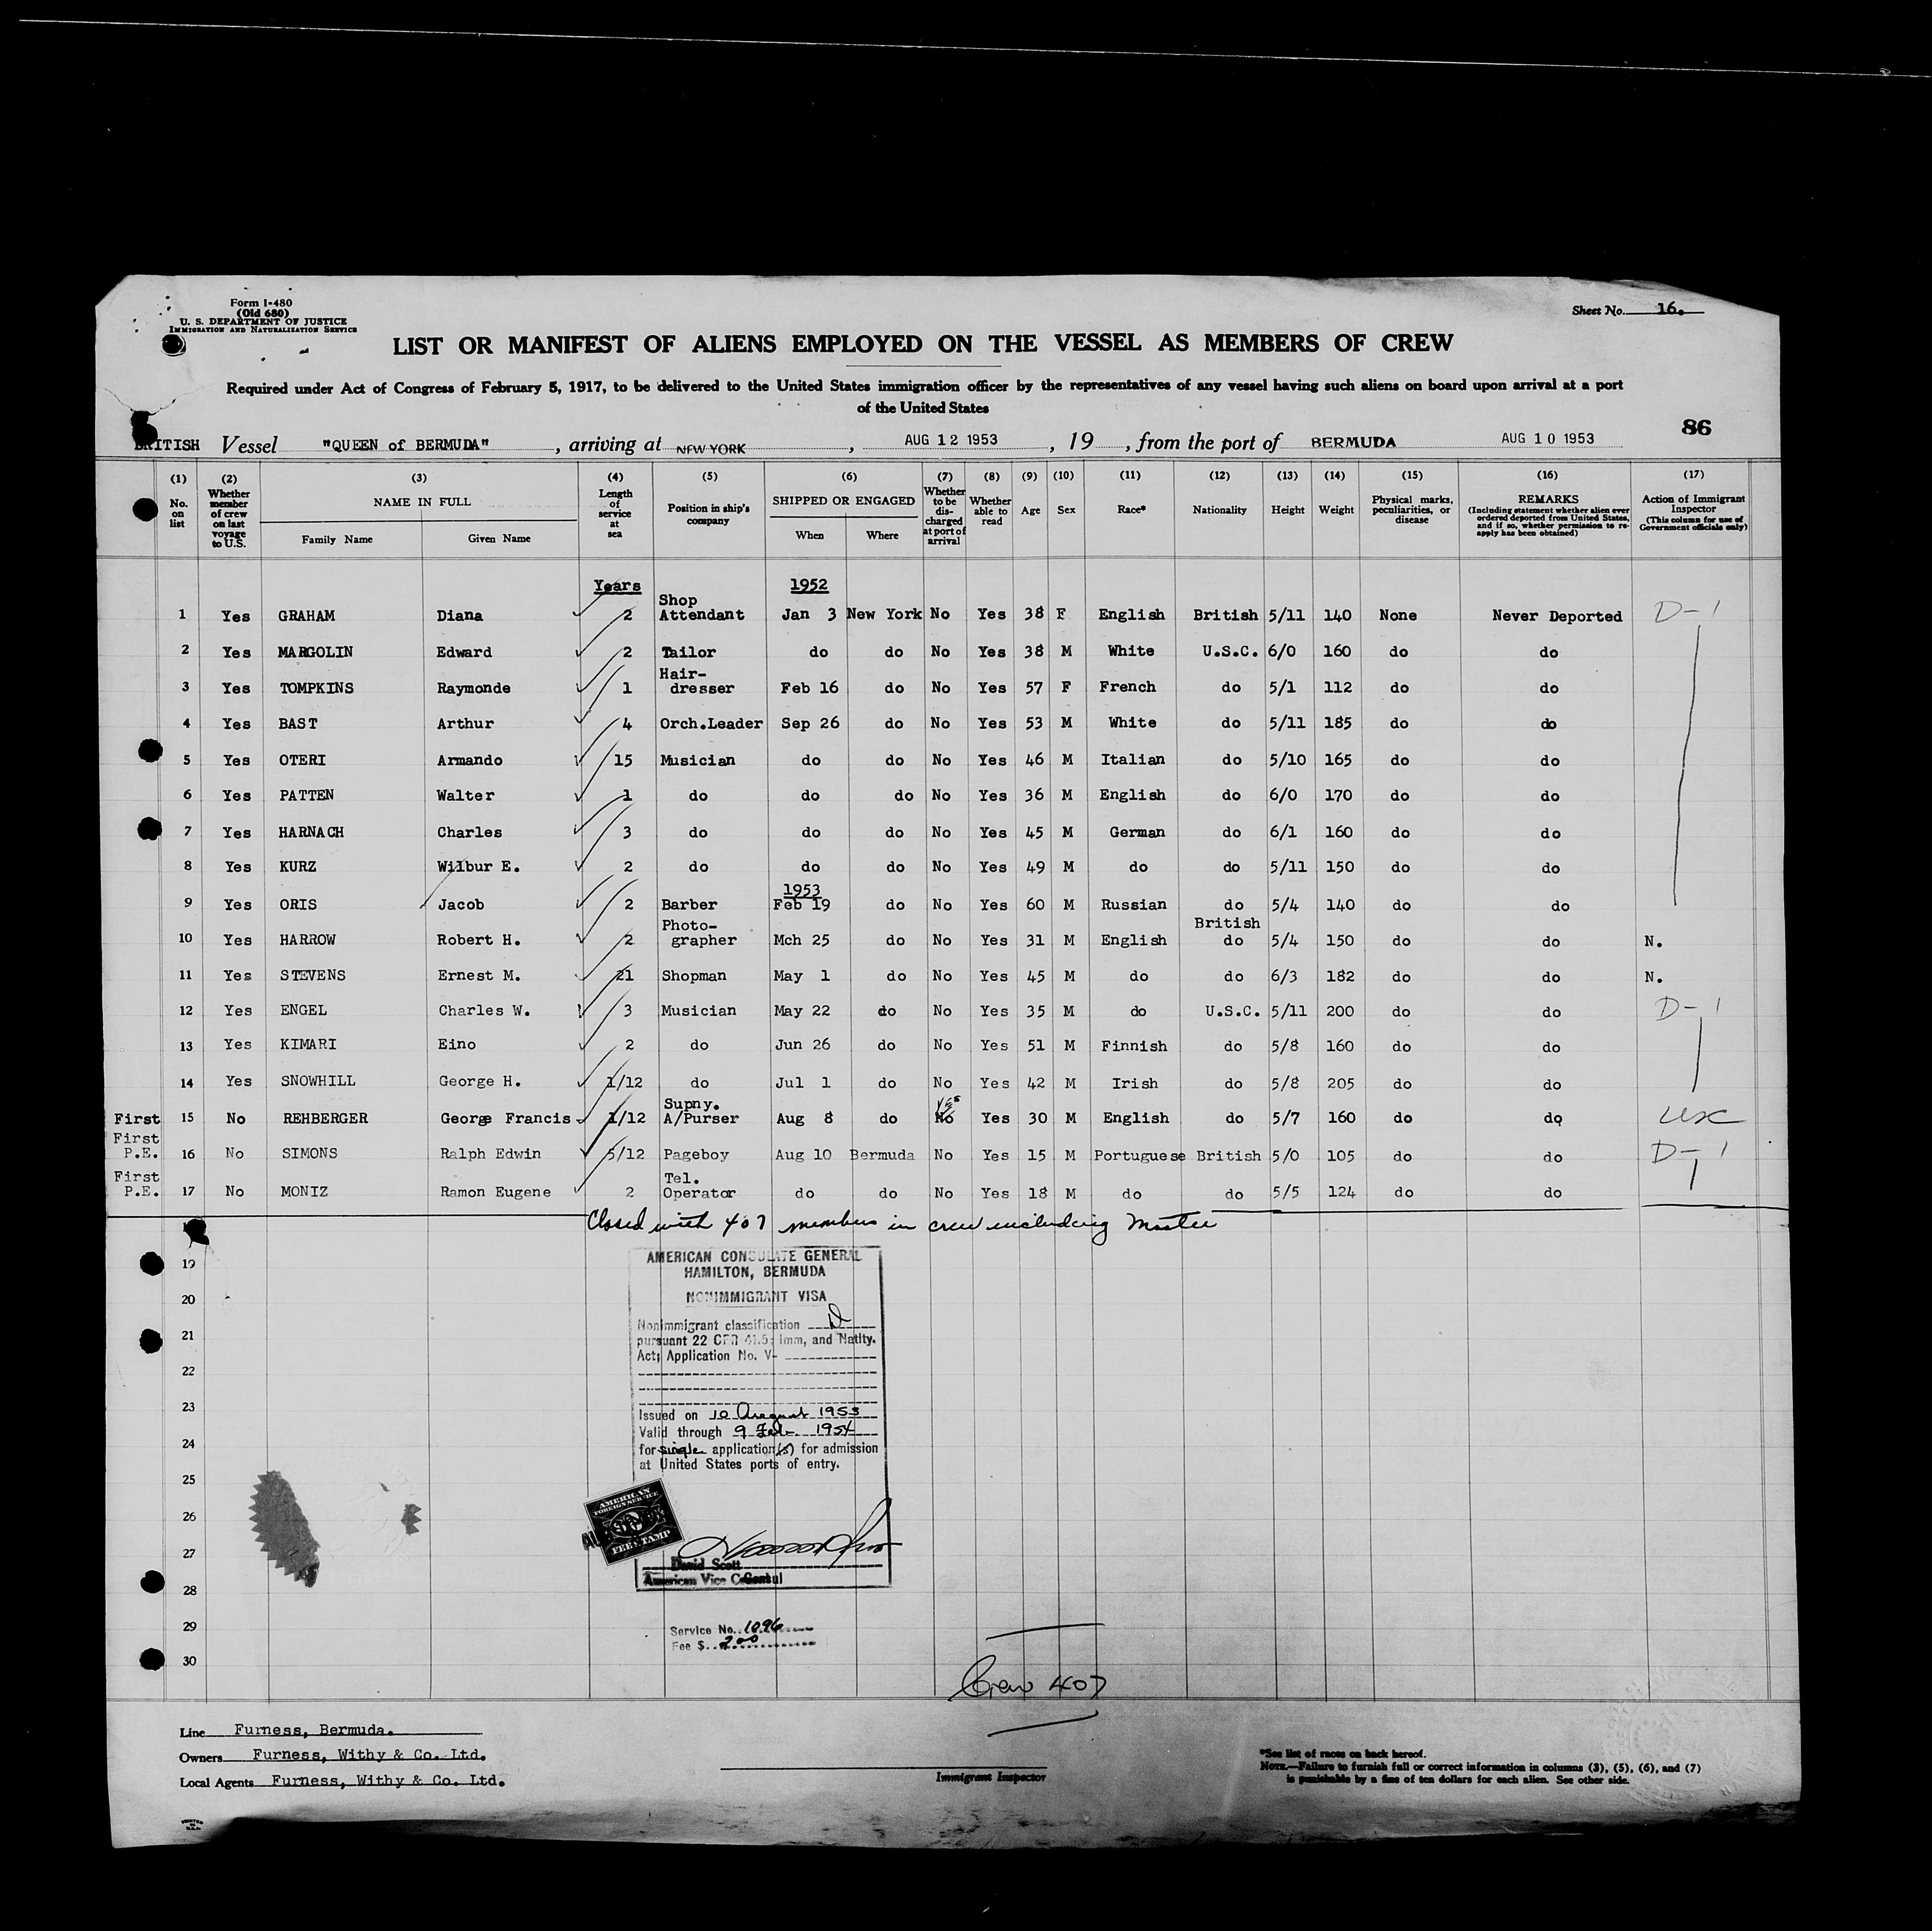 Form I-480
(Old 680)
U. S. DEPARTMENT OF JUSTICE
IMMIGRATION AND NATURALIZATION SERVICE
Sheet No. 16.
LIST OR MANIFEST OF ALIENS EMPLOYED ON THE VESSEL AS MEMBERS OF CREW
Required under Act of Congress of February 5, 1917, to be delivered to the United States immigration officer by the representatives of any vessel having such aliens on board upon arrival at a port
of the United States
86
BRITISH Vessel "QUEEN of BERMUDA", arriving at NEW YORK, AUG 12 1953, 19 , from the port of BERMUDA AUG 10 1953
(1) No. on list
(2) Whether member of crew on last voyage to U.S.
(3) NAME IN FULL Family Name Given Name
(4) Length of service at sea
(5) Position in ship's company
(6) SHIPPED OR ENGAGED When Where
(7) Whether to be discharged at port of arrival
(8) Whether able to read
(9) Age
(10) Sex
(11) Race*
(12) Nationality
(13) Height
(14) Weight
(15) Physical marks, peculiarities, or disease
(16) REMARKS (Including statement whether alien ever ordered deported from United States, and if so, whether permission to re-apply has been obtained)
(17) Action of Immigrant Inspector (This column for use of Government officials only)
Years 1952
1 Yes GRAHAM Diana 2 Shop Attendant Jan 3 New York No Yes 38 F English British 5/11 140 None Never Deported D-1
2 Yes MARGOLIN Edward 2 Tailor do do No Yes 38 M White U.S.C. 6/0 160 do do
3 Yes TOMPKINS Raymonde 1 Hair-dresser Feb 16 do No Yes 57 F French do 5/1 112 do do
4 Yes BAST Arthur 4 Orch.Leader Sep 26 do No Yes 53 M White do 5/11 185 do do
5 Yes OTERI Armando 15 Musician do do No Yes 46 M Italian do 5/10 165 do do
6 Yes PATTEN Walter 1 do do do No Yes 36 M English do 6/0 170 do do
7 Yes HARNACH Charles 3 do do do No Yes 45 M German do 6/1 160 do do
8 Yes KURZ Wilbur E. 2 do do do No Yes 49 M do do 5/11 150 do do
1953
9 Yes ORIS Jacob 2 Barber Feb 19 do No Yes 60 M Russian do 5/4 140 do do
10 Yes HARROW Robert H. 2 Photo-grapher Mch 25 do No Yes 31 M English British do 5/4 150 do do N.
11 Yes STEVENS Ernest M. 21 Shopman May 1 do No Yes 45 M do do 6/3 182 do do N.
12 Yes ENGEL Charles W. 3 Musician May 22 do No Yes 35 M do U.S.C. 5/11 200 do do D-1
13 Yes KIMARI Eino 2 do Jun 26 do No Yes 51 M Finnish do 5/8 160 do do
14 Yes SNOWHILL George H. 1/12 do Jul 1 do No Yes 42 M Irish do 5/8 205 do do
First 15 No REHBERGER George Francis 1/12 Supny. A/Purser Aug 8 do No Yes Yes 30 M English do 5/7 160 do do USC
First P.E. 16 No SIMONS Ralph Edwin 5/12 Pageboy Aug 10 Bermuda No Yes 15 M Portuguese British 5/0 105 do do D-1
First P.E. 17 No MONIZ Ramon Eugene 2 Tel. Operator do do No Yes 18 M do do 5/5 124 do do
Closed with 407 members in crew including Master
19
20
21
22
23
24
25
26
27
28
29
30
AMERICAN CONSULATE GENERAL
HAMILTON, BERMUDA
NONIMMIGRANT VISA
Nonimmigrant classification D
pursuant 22 CFR 41.5; Imm, and Natlty.
Act; Application No. V-
Issued on 10 August 1953
Valid through 9 Feb 1954
for single application(s) for admission
at United States ports of entry.
AMERICAN
FOREIGN SERVICE
FEE STAMP
David Scott
American Vice Consul
Service No. 1096
Fee $ 2.00
Crew 407
Line Furness, Bermuda.
Owners Furness, Withy & Co. Ltd.
Local Agents Furness, Withy & Co. Ltd.
Immigrant Inspector
*See list of races on back hereof.
NOTE.—Failure to furnish full or correct information in columns (3), (5), (6), and (7)
is punishable by a fine of ten dollars for each alien. See other side.